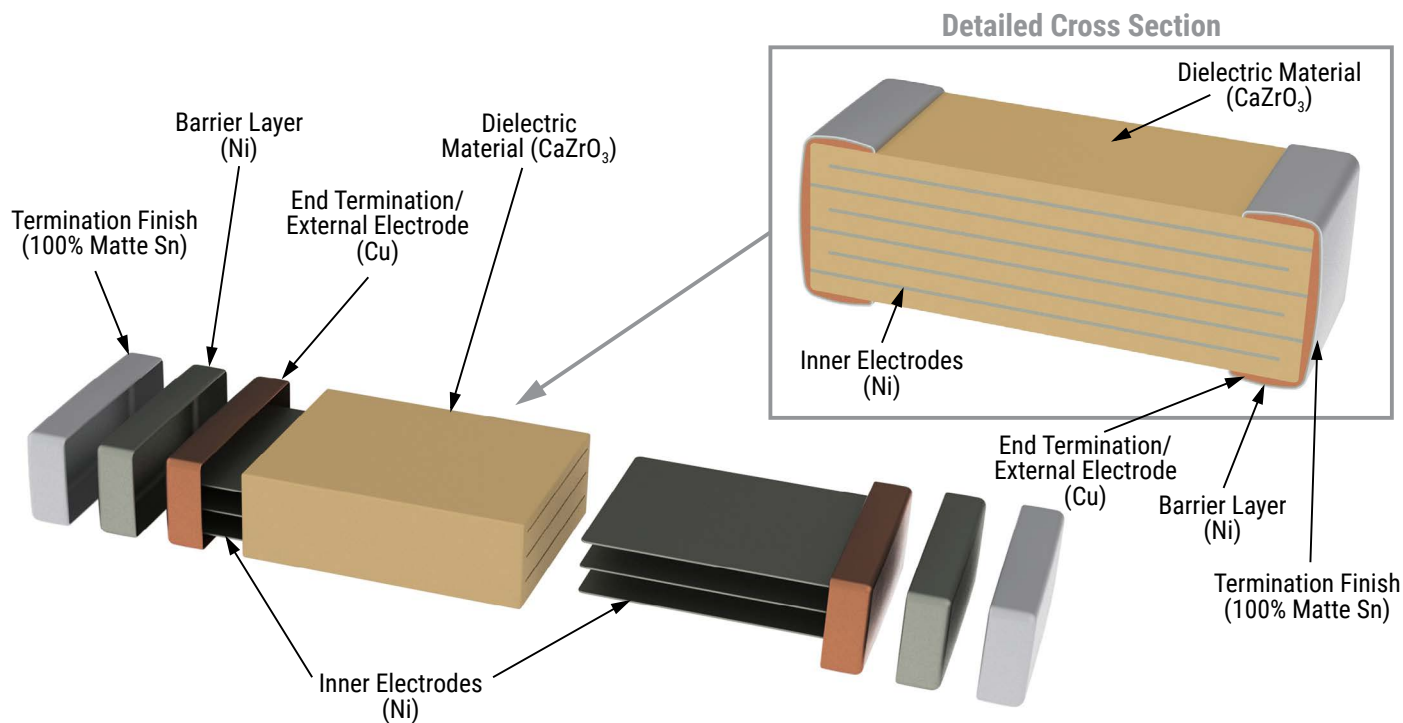 Detailed Cross Section
Dielectric Material
(CaZrO₃)
Barrier Layer
(Ni)
Dielectric
Material (CaZrO₃)
End Termination/
External Electrode
(Cu)
Termination Finish
(100% Matte Sn)
Inner Electrodes
(Ni)
End Termination/
External Electrode
(Cu)
Barrier Layer
(Ni)
Termination Finish
(100% Matte Sn)
Inner Electrodes
(Ni)